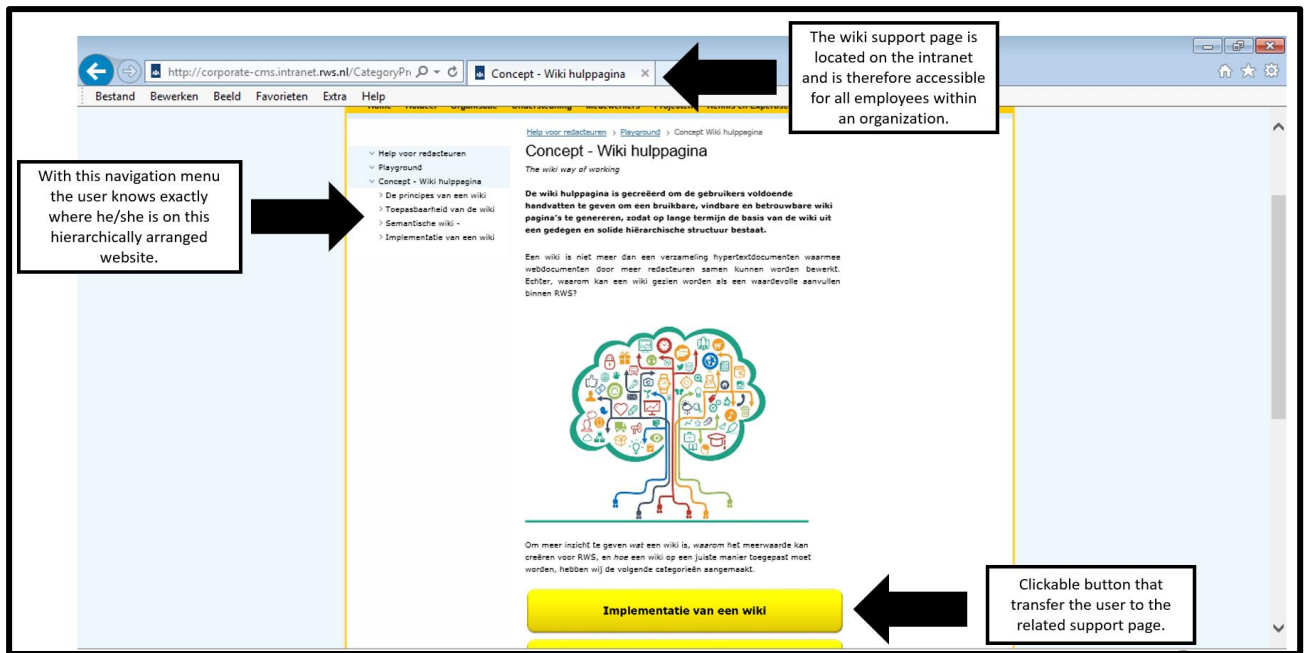 The wiki support page is
located on the intranet
and is therefore accessible
for all employees within
an organization.
http://corporate-cms.intranet.rws.nl/CategoryPr
Concept - Wiki hulppagina
Bestand Bewerken Beeld Favorieten Extra Help
Help voor redacteuren > Playground > Concept Wiki hulppagina
Help voor redacteuren
Playground
Concept - Wiki hulppagina
> De principes van een wiki
> Toepasbaarheid van de wiki
> Semantische wiki -
> Implementatie van een wiki
With this navigation menu
the user knows exactly
where he/she is on this
hierarchically arranged
website.
Concept - Wiki hulppagina
The wiki way of working
De wiki hulppagina is gecreëerd om de gebruikers voldoende
handvatten te geven om een bruikbare, vindbare en betrouwbare wiki
pagina's te genereren, zodat op lange termijn de basis van de wiki uit
een gedegen en solide hiërarchische structuur bestaat.
Een wiki is niet meer dan een verzameling hypertextdocumenten waarmee
webdocumenten door meer redacteuren samen kunnen worden bewerkt.
Echter, waarom kan een wiki gezien worden als een waardevolle aanvullen
binnen RWS?
Om meer inzicht te geven wat een wiki is, waarom het meerwaarde kan
creëren voor RWS, en hoe een wiki op een juiste manier toegepast moet
worden, hebben wij de volgende categorieën aangemaakt.
Implementatie van een wiki
Clickable button that
transfer the user to the
related support page.